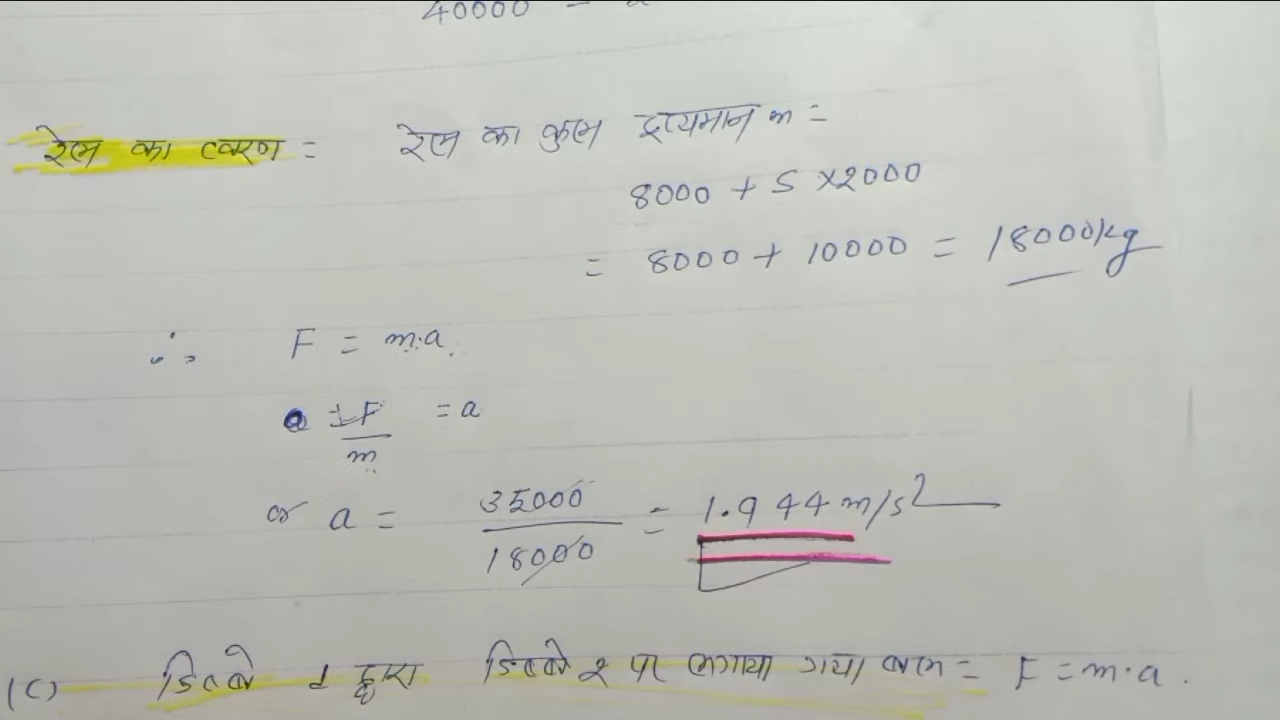 40000 =
रेल का त्वरण = रेल का कुल द्रव्यमान m =
8000 + 5 x2000
= 8000 + 10000 = 18000kg
∴ F = m.a.
F/m = a
or a = 35000/18000 = 1.944 m/s2
(C) डिब्बे 1 द्वारा डिब्बे 2 पर लगाया गया बल = F = m.a.